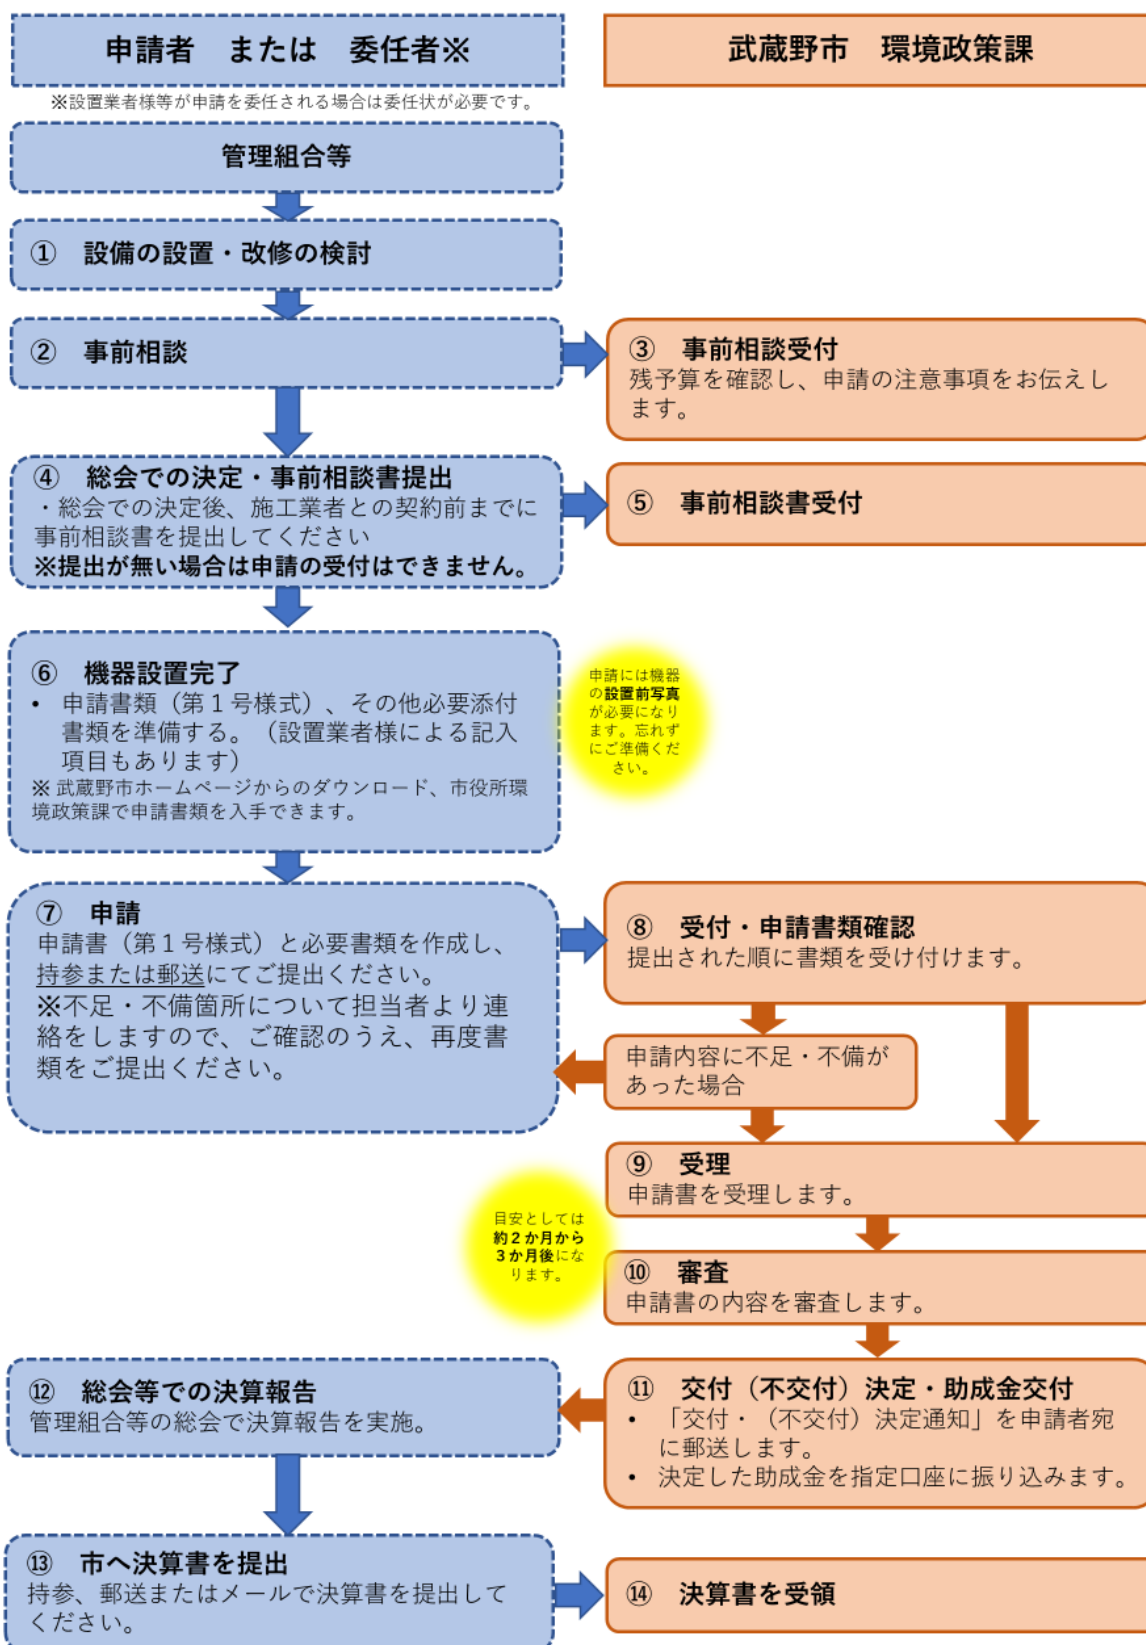 申請者　または　委任者※
武蔵野市　環境政策課
※設置業者様等が申請を委任される場合は委任状が必要です。
管理組合等
①　設備の設置・改修の検討
②　事前相談
③　事前相談受付
残予算を確認し、申請の注意事項をお伝えし
ます。
④　総会での決定・事前相談書提出
・総会での決定後、施工業者との契約前までに
事前相談書を提出してください
※提出が無い場合は申請の受付はできません。
⑤　事前相談書受付
⑥　機器設置完了
•　申請書類（第１号様式）、その他必要添付
書類を準備する。（設置業者様による記入
項目もあります）
※ 武蔵野市ホームページからのダウンロード、市役所環
境政策課で申請書類を入手できます。
申請には機器
の設置前写真
が必要になり
ます。忘れず
にご準備くだ
さい。
⑦　申請
申請書（第１号様式）と必要書類を作成し、
持参または郵送にてご提出ください。
※不足・不備箇所について担当者より連
絡をしますので、ご確認のうえ、再度書
類をご提出ください。
⑧　受付・申請書類確認
提出された順に書類を受け付けます。
申請内容に不足・不備が
あった場合
⑨　受理
申請書を受理します。
目安としては
約２か月から
３か月後にな
ります。
⑩　審査
申請書の内容を審査します。
⑪　交付（不交付）決定・助成金交付
•　「交付・（不交付）決定通知」を申請者宛
に郵送します。
•　決定した助成金を指定口座に振り込みます。
⑫　総会等での決算報告
管理組合等の総会で決算報告を実施。
⑬　市へ決算書を提出
持参、郵送またはメールで決算書を提出して
ください。
⑭　決算書を受領